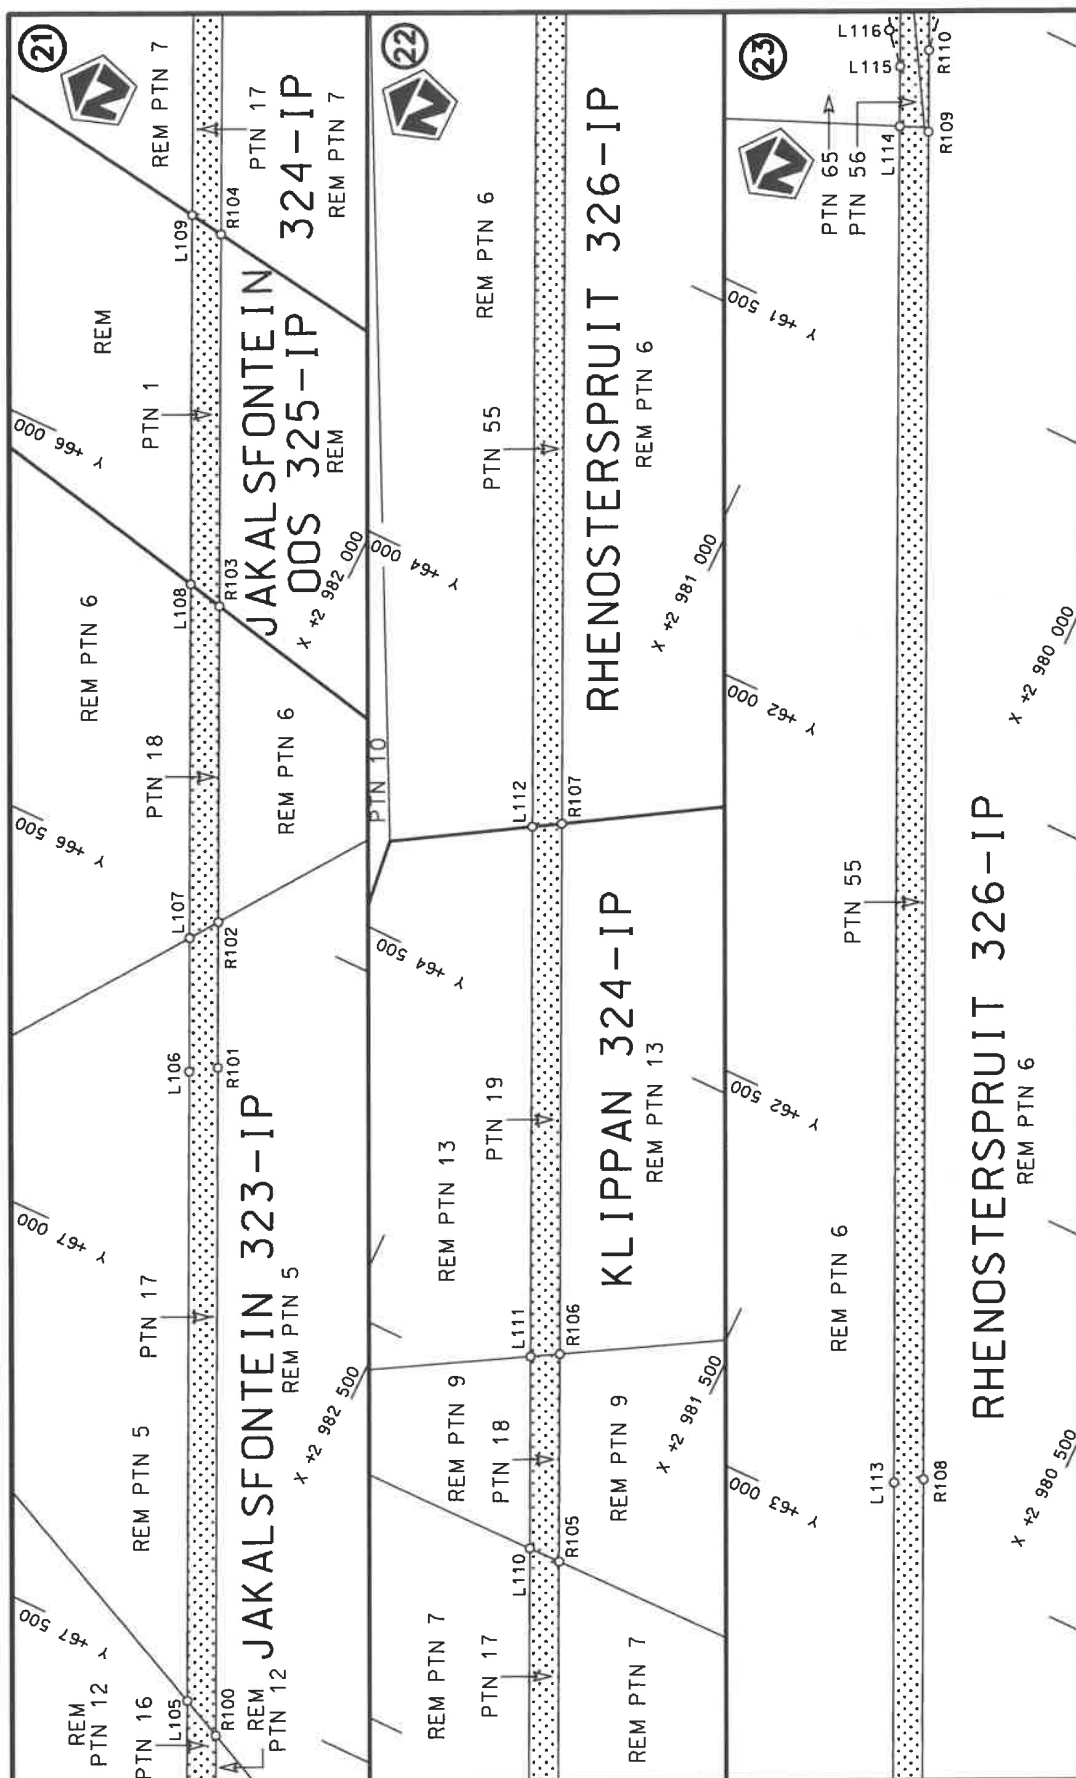 21
N
REM PTN 7
PTN 17
324-IP
REM PTN 7
L109
R104
REM
PTN 1
JAKALSFONTEIN
OOS 325-IP
REM
Y +66 000
X +2 982 000
L108
R103
REM PTN 6
PTN 18
REM PTN 6
Y +66 500
L107
R102
L106
R101
JAKALSFONTEIN 323-IP
REM PTN 5
Y +67 000
PTN 17
X +2 982 500
REM PTN 5
Y +67 500
L105
R100
REM
PTN 12
PTN 16
REM
PTN 12
22
N
REM PTN 6
RHENOSTERSPRUIT 326-IP
REM PTN 6
PTN 55
Y +64 000
X +2 981 000
PTN 10
L112
R107
Y +64 500
KLIPPAN 324-IP
REM PTN 13
PTN 19
REM PTN 13
L111
R106
REM PTN 9
PTN 18
REM PTN 9
X +2 981 500
L110
R105
REM PTN 7
PTN 17
REM PTN 7
23
N
L116
L115
R110
L114
R109
PTN 65
PTN 56
Y +61 500
Y +62 000
X +2 980 000
PTN 55
RHENOSTERSPRUIT 326-IP
REM PTN 6
Y +62 500
REM PTN 6
L113
R108
Y +63 000
X +2 980 500